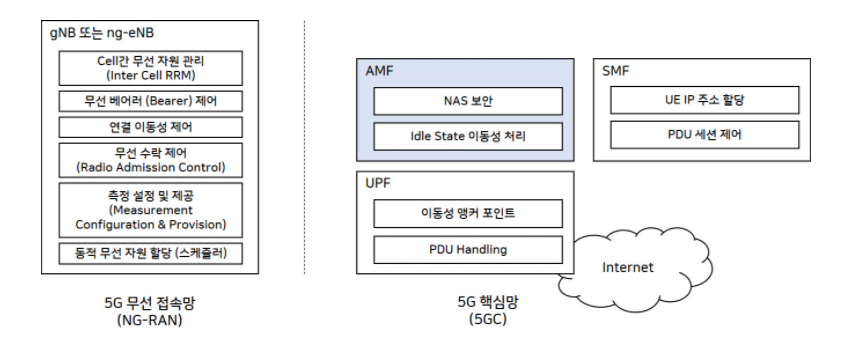 gNB 또는 ng-eNB
Cell간 무선 자원 관리
(Inter Cell RRM)
무선 베어러 (Bearer) 제어
연결 이동성 제어
무선 수락 제어
(Radio Admission Control)
측정 설정 및 제공
(Measurement
Configuration & Provision)
동적 무선 자원 할당 (스케쥴러)
5G 무선 접속망
(NG-RAN)
AMF
NAS 보안
Idle State 이동성 처리
SMF
UE IP 주소 할당
PDU 세션 제어
UPF
이동성 앵커 포인트
PDU Handling
Internet
5G 핵심망
(5GC)